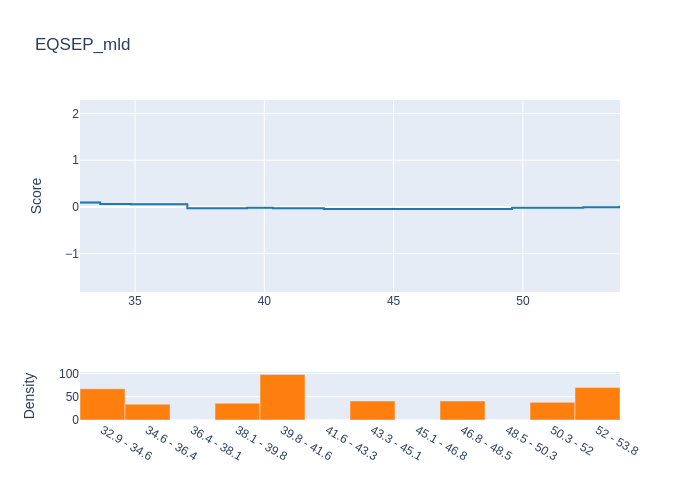 EQSEP_mld
Score
2
1
0
−1
35 40 45 50
Density
100
50
0
32.9 - 34.6
34.6 - 36.4
36.4 - 38.1
38.1 - 39.8
39.8 - 41.6
41.6 - 43.3
43.3 - 45.1
45.1 - 46.8
46.8 - 48.5
48.5 - 50.3
50.3 - 52
52 - 53.8